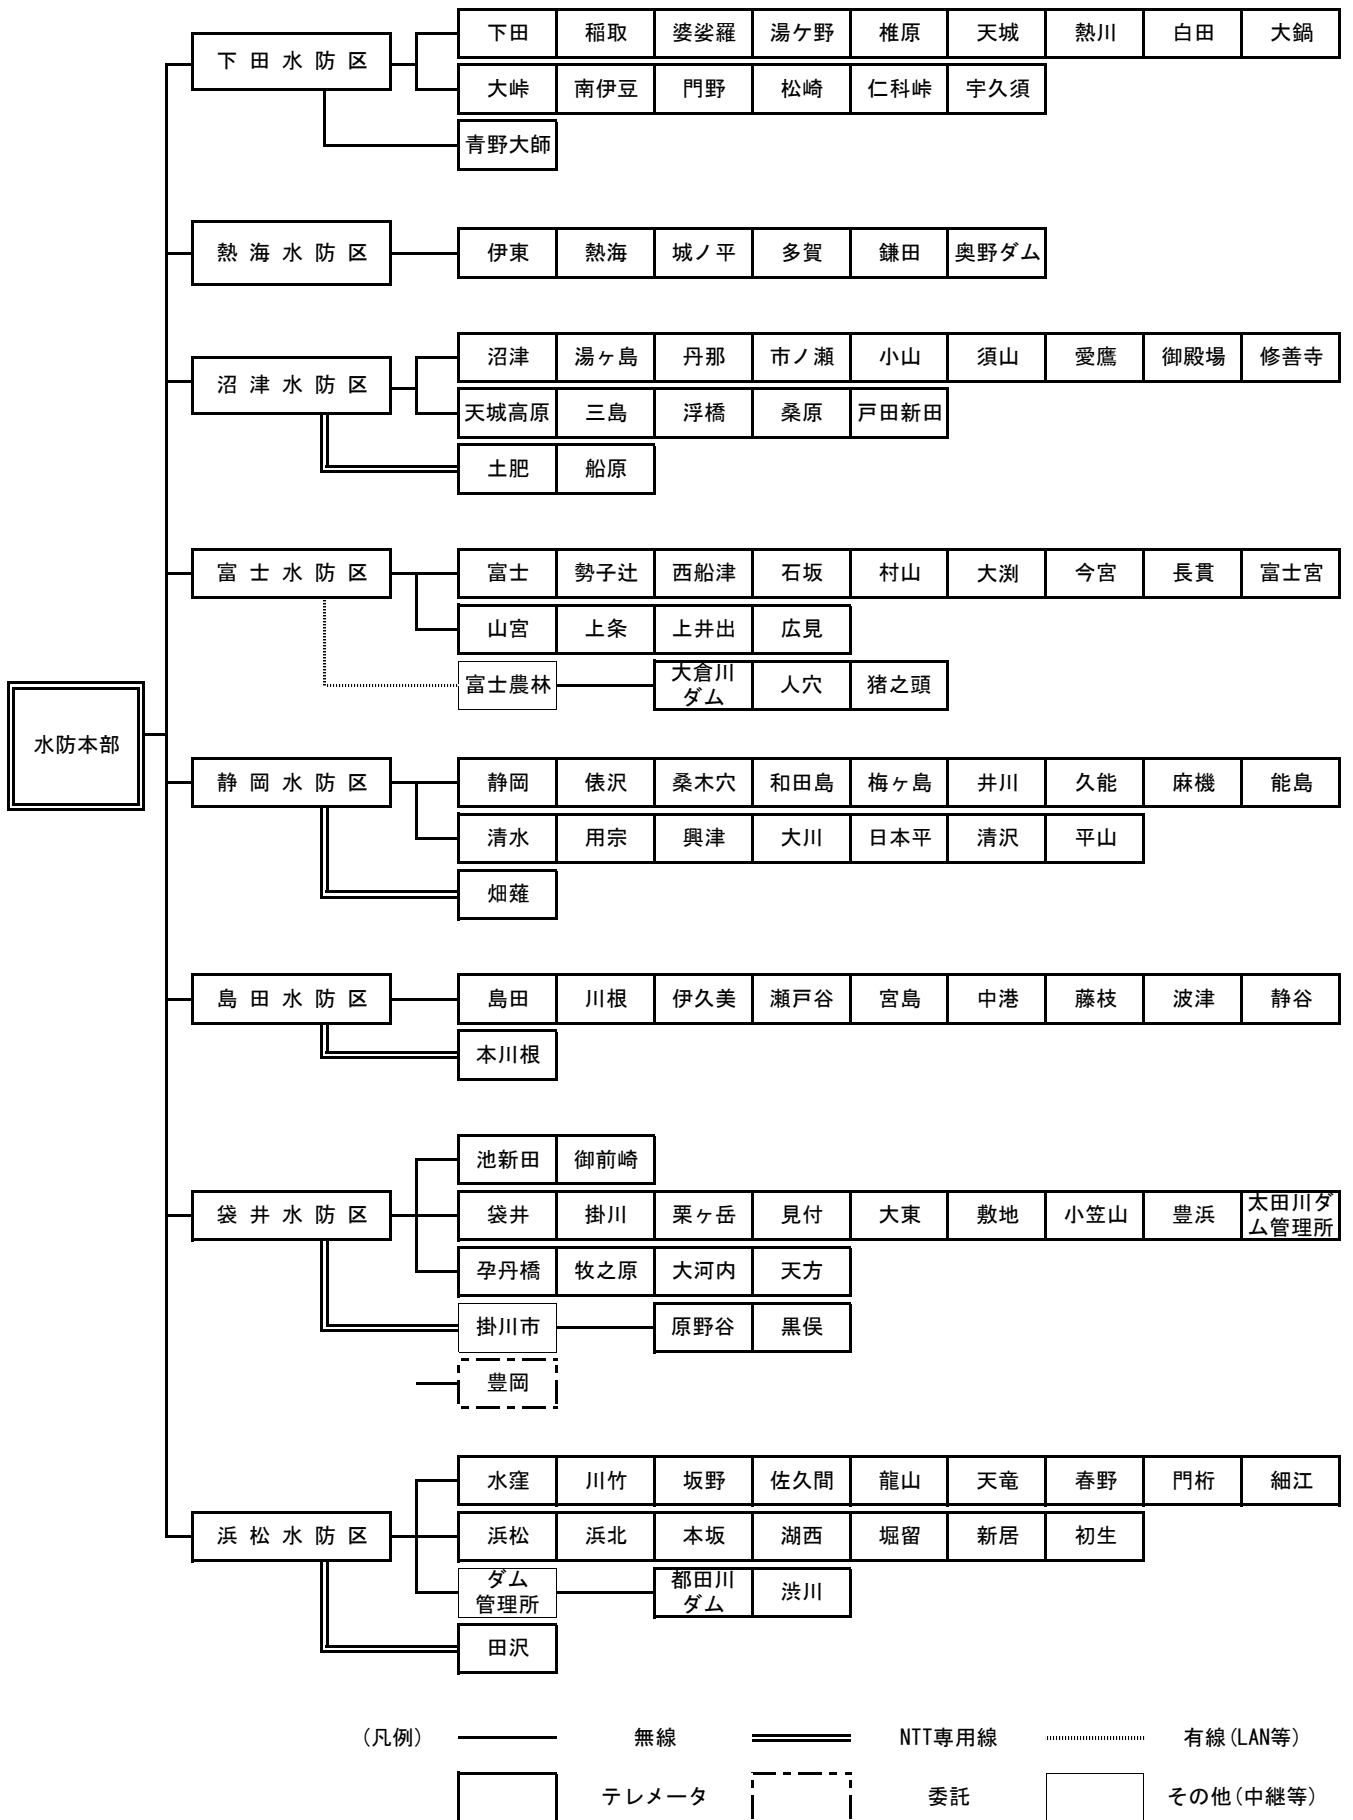 下田水防区
下田 稲取 婆娑羅 湯ケ野 椎原 天城 熱川 白田 大鍋
大峠 南伊豆 門野 松崎 仁科峠 宇久須
青野大師
熱海水防区
伊東 熱海 城ノ平 多賀 鎌田 奥野ダム
沼津水防区
沼津 湯ヶ島 丹那 市ノ瀬 小山 須山 愛鷹 御殿場 修善寺
天城高原 三島 浮橋 桑原 戸田新田
土肥 船原
富士水防区
富士 勢子辻 西船津 石坂 村山 大渕 今宮 長貫 富士宮
山宮 上条 上井出 広見
富士農林
大倉川
ダム
人穴 猪之頭
水防本部
静岡水防区
静岡 俵沢 桑木穴 和田島 梅ヶ島 井川 久能 麻機 能島
清水 用宗 興津 大川 日本平 清沢 平山
畑薙
島田水防区
島田 川根 伊久美 瀬戸谷 宮島 中港 藤枝 波津 静谷
本川根
袋井水防区
池新田 御前崎
袋井 掛川 栗ヶ岳 見付 大東 敷地 小笠山 豊浜
太田川ダ
ム管理所
孕丹橋 牧之原 大河内 天方
掛川市 原野谷 黒俣
豊岡
浜松水防区
水窪 川竹 坂野 佐久間 龍山 天竜 春野 門桁 細江
浜松 浜北 本坂 湖西 堀留 新居 初生
ダム
管理所
都田川
ダム
渋川
田沢
(凡例) 無線 NTT専用線 有線(LAN等)
テレメータ 委託 その他(中継等)